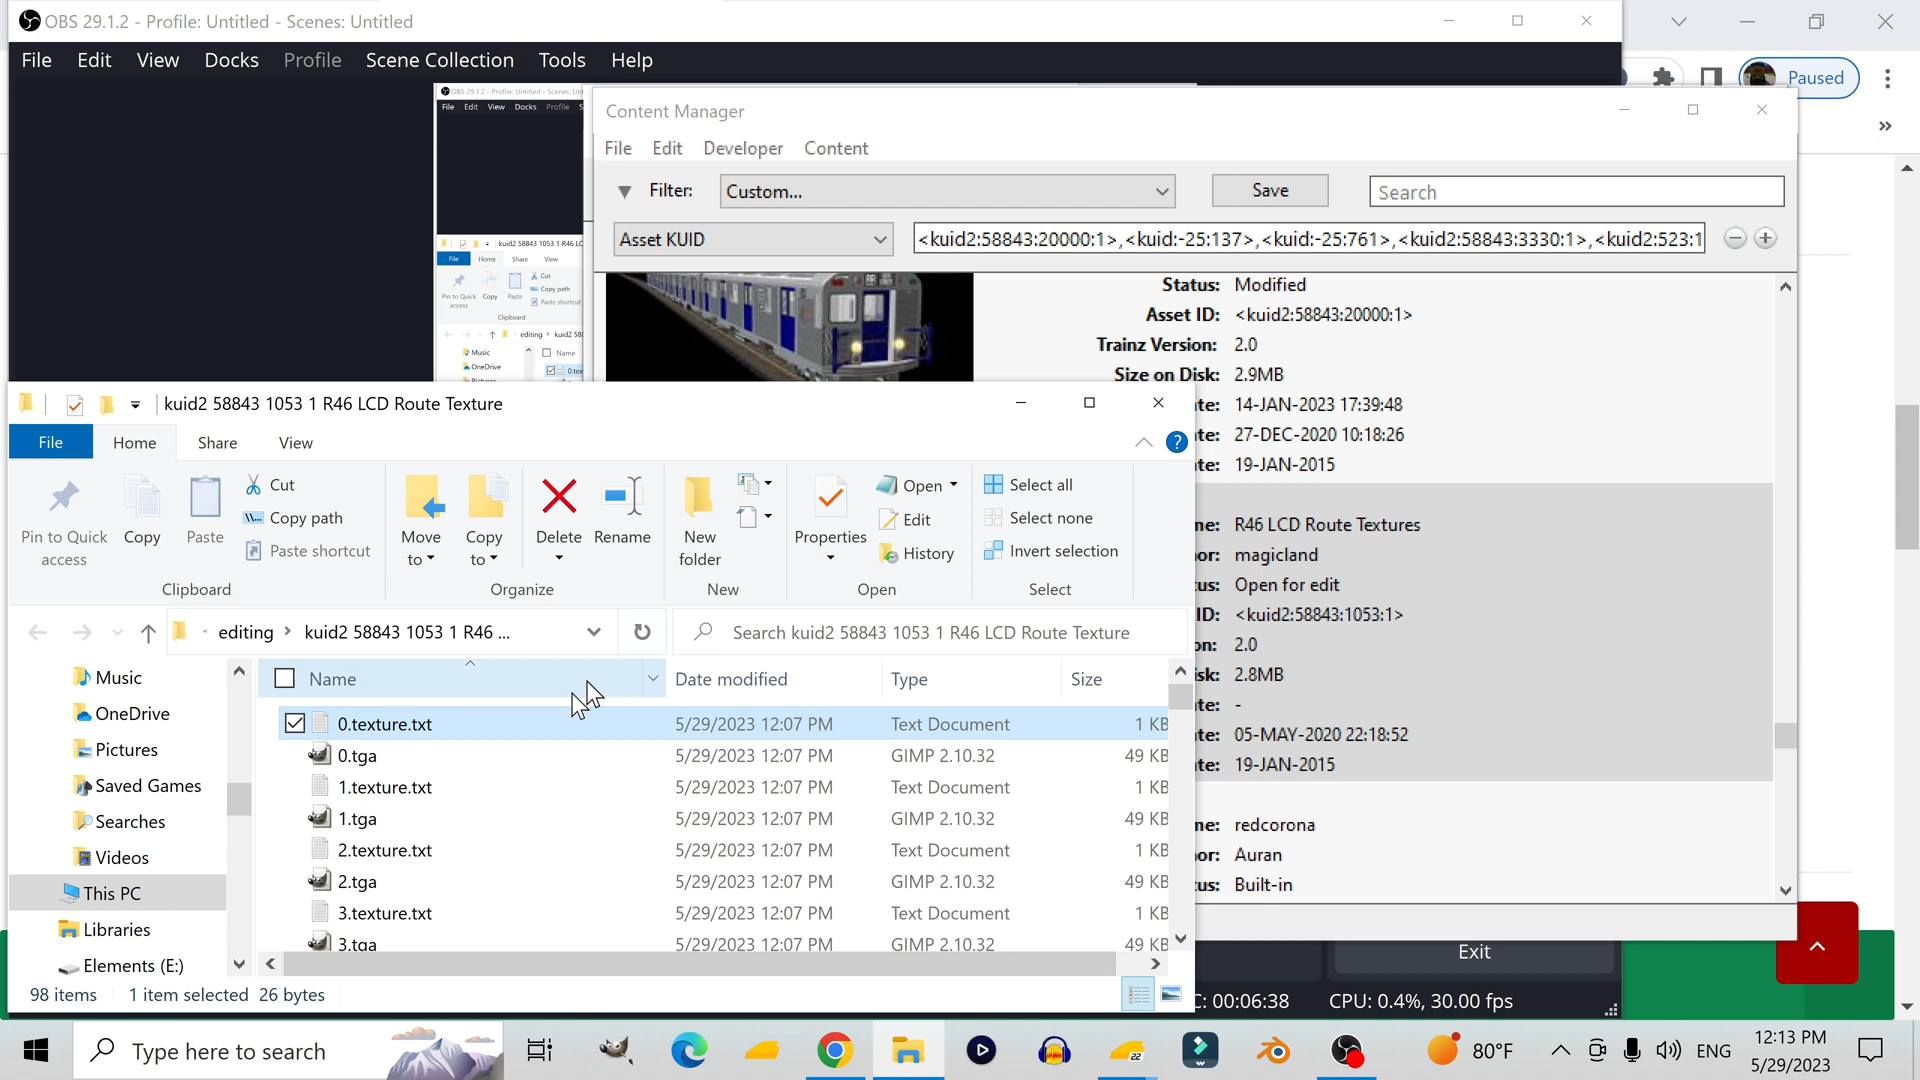 OBS 29.1.2 - Profile: Untitled - Scenes: Untitled
File Edit View Docks Profile Scene Collection Tools Help
Paused
Content Manager
File Edit Developer Content
Filter: Custom... Save Search
Asset KUID <kuid2:58843:20000:1>,<kuid:-25:137>,<kuid:-25:761>,<kuid2:58843:3330:1>,<kuid2:523:1
Status: Modified
Asset ID: <kuid2:58843:20000:1>
Trainz Version: 2.0
Size on Disk: 2.9MB
te: 14-JAN-2023 17:39:48
te: 27-DEC-2020 10:18:26
te: 19-JAN-2015
ne: R46 LCD Route Textures
or: magicland
us: Open for edit
ID: <kuid2:58843:1053:1>
on: 2.0
isk: 2.8MB
te: -
te: 05-MAY-2020 22:18:52
te: 19-JAN-2015
ne: redcorona
or: Auran
us: Built-in
kuid2 58843 1053 1 R46 LCD Route Texture
File Home Share View
Pin to Quick access
Copy
Paste
Cut
Copy path
Paste shortcut
Clipboard
Move to
Copy to
Delete
Rename
Organize
New folder
New
Properties
Open
Edit
History
Open
Select all
Select none
Invert selection
Select
editing > kuid2 58843 1053 1 R46 ...
Search kuid2 58843 1053 1 R46 LCD Route Texture
Music
OneDrive
Pictures
Saved Games
Searches
Videos
This PC
Libraries
Elements (E:)
Name Date modified Type Size
0.texture.txt 5/29/2023 12:07 PM Text Document 1 KB
0.tga 5/29/2023 12:07 PM GIMP 2.10.32 49 KB
1.texture.txt 5/29/2023 12:07 PM Text Document 1 KB
1.tga 5/29/2023 12:07 PM GIMP 2.10.32 49 KB
2.texture.txt 5/29/2023 12:07 PM Text Document 1 KB
2.tga 5/29/2023 12:07 PM GIMP 2.10.32 49 KB
3.texture.txt 5/29/2023 12:07 PM Text Document 1 KB
3.tga 5/29/2023 12:07 PM GIMP 2.10.32 49 KB
98 items 1 item selected 26 bytes
Exit
C: 00:06:38 CPU: 0.4%, 30.00 fps
Type here to search
22
80°F
ENG
12:13 PM
5/29/2023